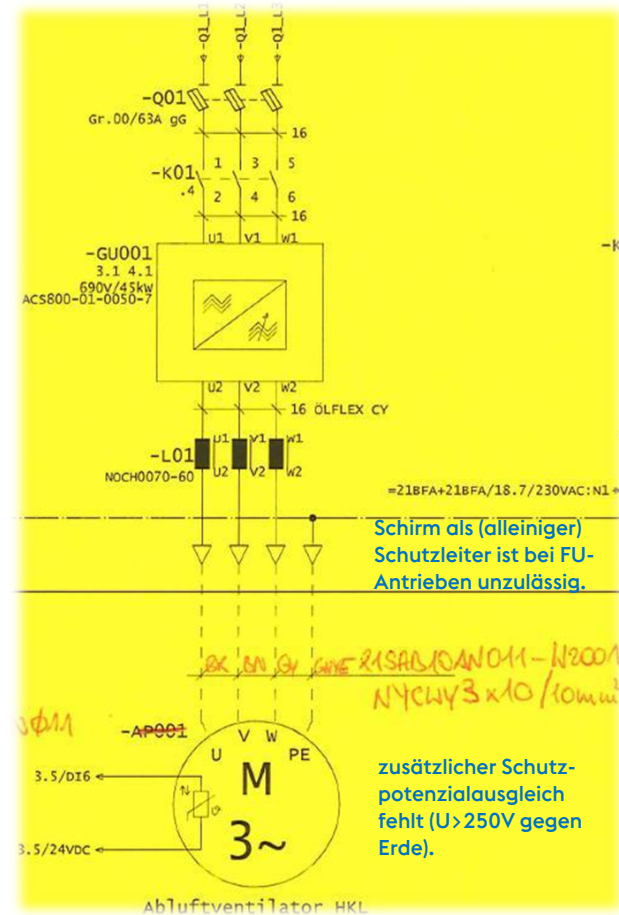 -Q1_L1
-Q1_L2
-Q1_L3
-Q01
Gr.00/63A gG
16
1 3 5
-K01
.4 2 4 6
16
U1 V1 W1
-GU001
3.1 4.1
690V/45kW
ACS800-01-0050-7
-K
U2 V2 W2
16 ÖLFLEX CY
U1 V1 W1
-L01
U2 V2 W2
NOCH0070-60
=21BFA+21BFA/18.7/230VAC:N1
Schirm als (alleiniger)
Schutzleiter ist bei FU-
Antrieben unzulässig.
BK BN GY GNYE 21SAB10AN011-W2001
NYCWY 3x10/10mm²
-AP001
U V W PE
3.5/DI6
M
3~
3.5/24VDC
zusätzlicher Schutz-
potenzialausgleich
fehlt (U>250V gegen
Erde).
Abluftventilator HKL